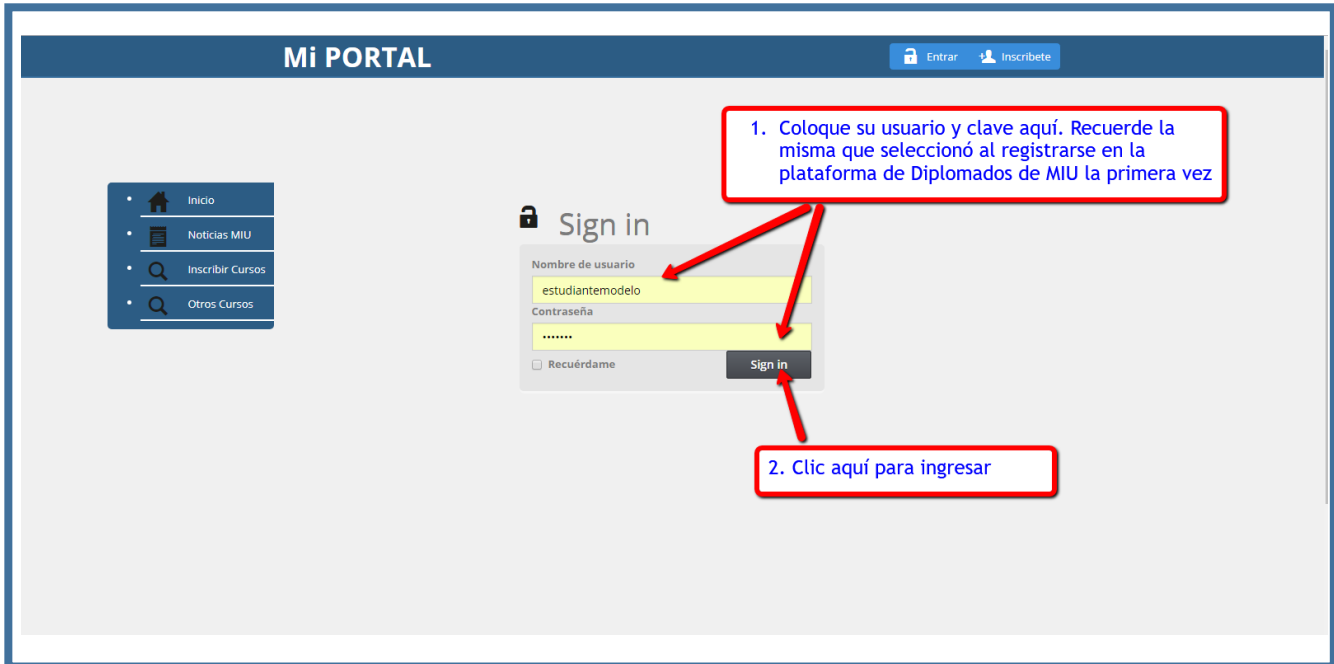 Mi PORTAL
Entrar
Inscribete
1. Coloque su usuario y clave aquí. Recuerde la
misma que seleccionó al registrarse en la
plataforma de Diplomados de MIU la primera vez
Inicio
Noticias MIU
Inscribir Cursos
Otros Cursos
Sign in
Nombre de usuario
estudiantemodelo
Contraseña
•••••••
Recuérdame
Sign in
2. Clic aquí para ingresar